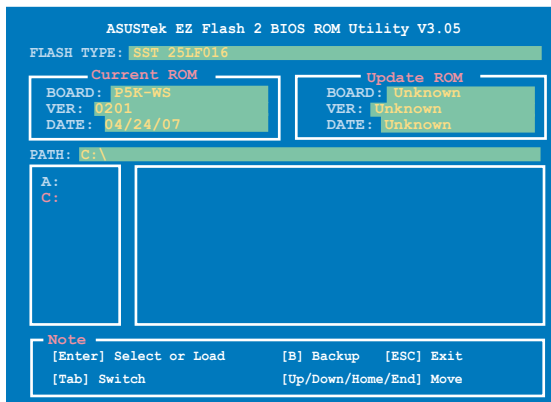 ASUSTek EZ Flash 2 BIOS ROM Utility V3.05
FLASH TYPE: SST 25LF016
Current ROM
BOARD: P5K-WS
VER: 0201
DATE: 04/24/07
Update ROM
BOARD: Unknown
VER: Unknown
DATE: Unknown
PATH: C:\
A:
C:
Note
[Enter] Select or Load [B] Backup [ESC] Exit
[Tab] Switch [Up/Down/Home/End] Move